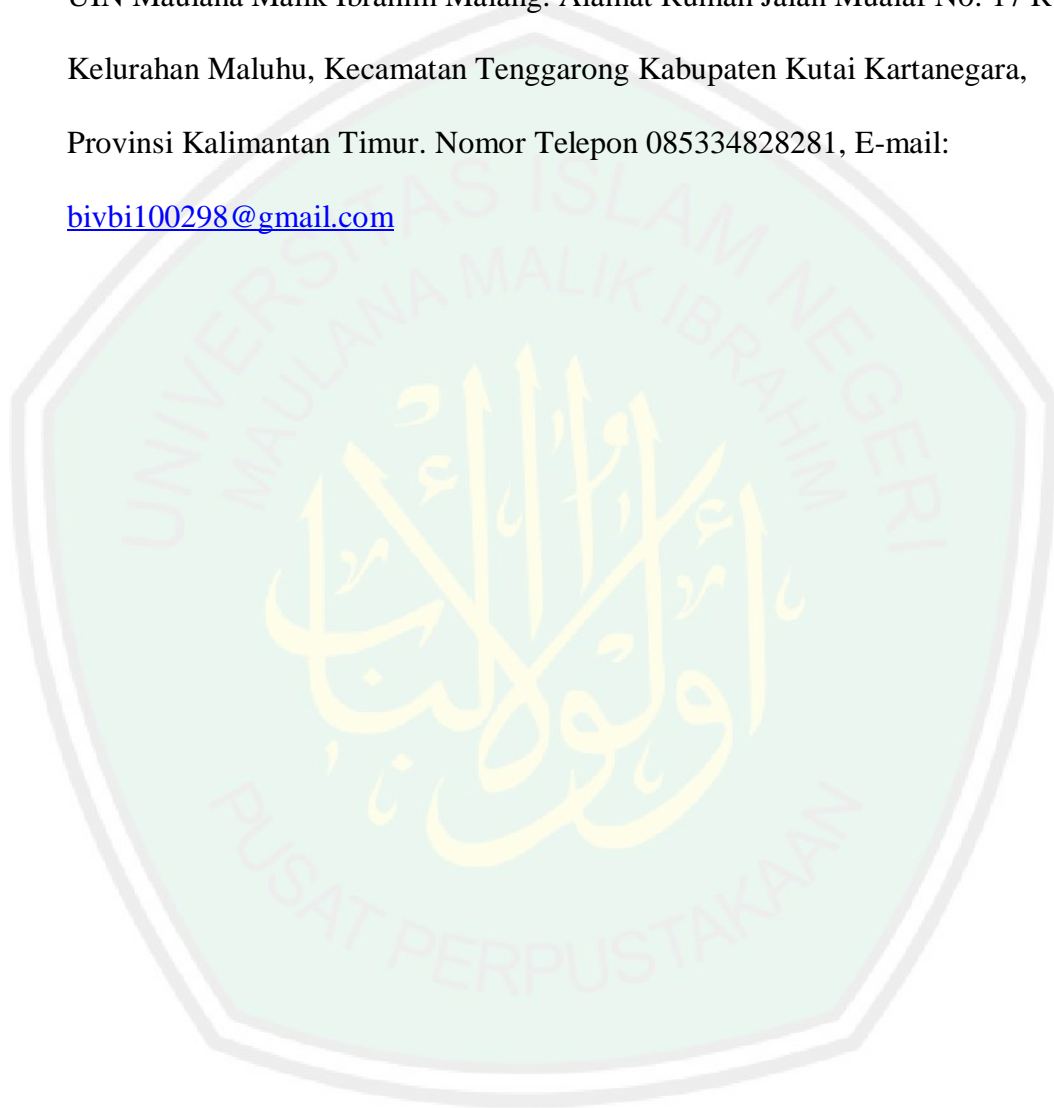 UIN Maulana Malik Ibrahim Malang. Alamat Rumah Jalan Mualaf No. 17 R
Kelurahan Maluhu, Kecamatan Tenggarong Kabupaten Kutai Kartanegara,
Provinsi Kalimantan Timur. Nomor Telepon 085334828281, E-mail:
bivbi100298@gmail.com
UNIVERSITAS ISLAM NEGERI
MAULANA MALIK IBRAHIM
PUSAT PERPUSTAKAAN